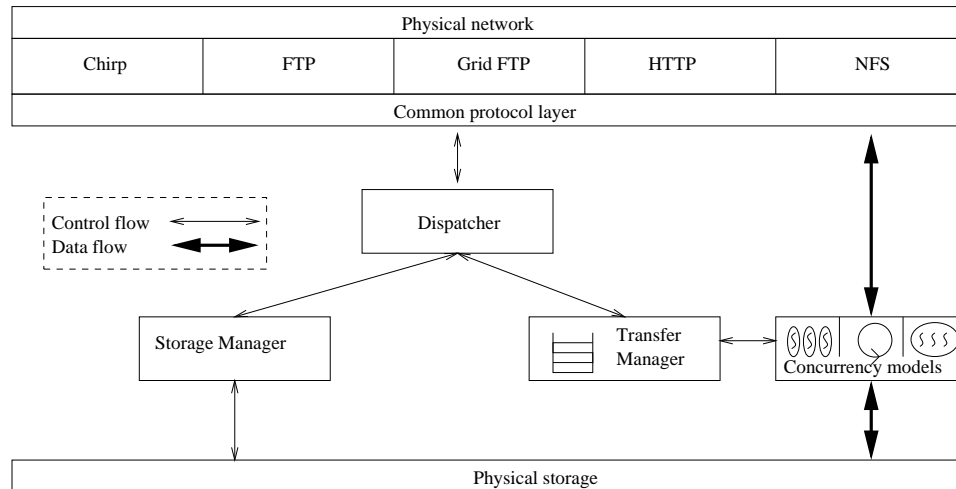 Physical network
Chirp FTP Grid FTP HTTP NFS
Common protocol layer
Control flow
Data flow
Dispatcher
Storage Manager
Transfer
Manager
Concurrency models
Physical storage